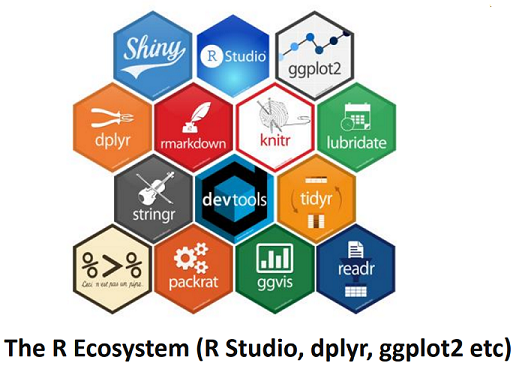 Shiny
R Studio
ggplot2
dplyr
rmarkdown
knitr
lubridate
stringr
devtools
tidyr
%>%
Ceci n'est pas un pipe.
packrat
ggvis
readr
The R Ecosystem (R Studio, dplyr, ggplot2 etc)